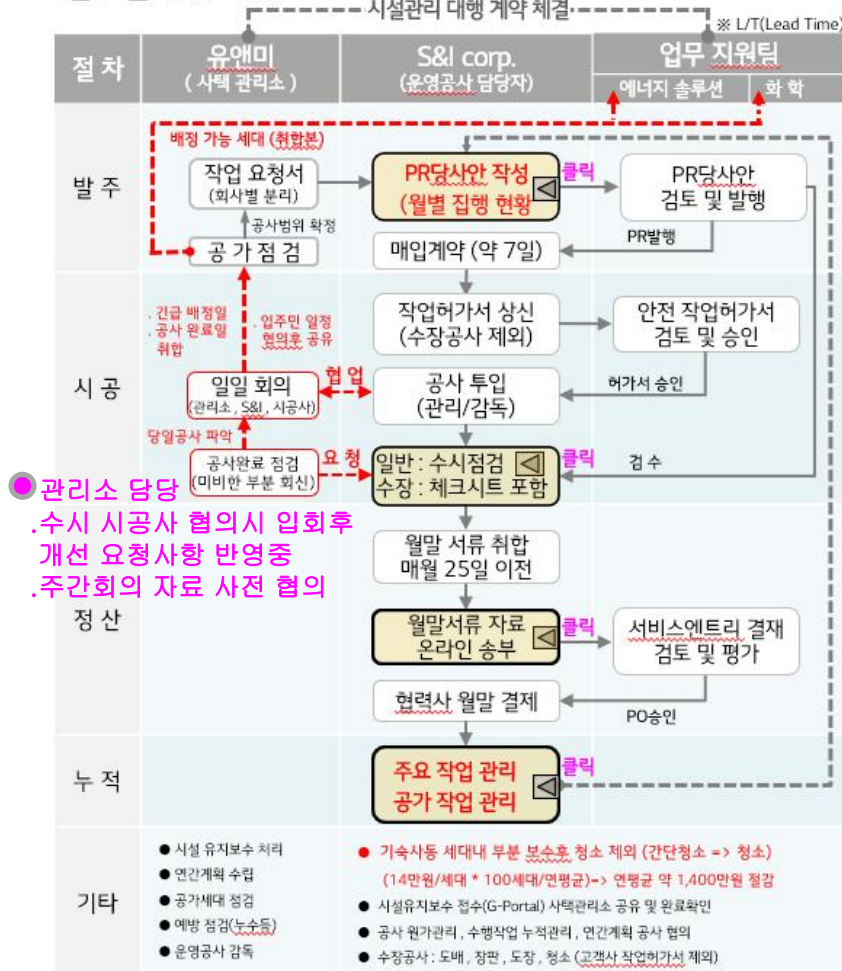 시설관리 대행 계약 체결
※ L/T(Lead Time)
절 차
유앤미
( 사택 관리소 )
S&I corp.
(운영공사 담당자)
업무 지원팀
에너지 솔루션
화 학
발 주
배정 가능 세대 (취합본)
작업 요청서
(회사별 분리)
공사범위 확정
공 가 점 검
PR당사안 작성
(월별 집행 현황
클릭
PR당사안
검토 및 발행
PR발행
매입계약 (약 7일)
시 공
. 긴급 배정일
. 공사 완료일
취합
. 입주민 일정
협의후 공유
작업허가서 상신
(수장공사 제외)
안전 작업허가서
검토 및 승인
허가서 승인
일일 회의
(관리소 , S&I , 시공사)
협 업
공사 투입
(관리/감독)
당일공사 파악
공사완료 점검
(미비한 부분 회신)
요 청
일반 : 수시점검
수장 : 체크시트 포함
클릭
검 수
관리소 담당
.수시 시공사 협의시 입회후
개선 요청사항 반영중
.주간회의 자료 사전 협의
정 산
월말 서류 취합
매월 25일 이전
월말서류 자료
온라인 송부
클릭
서비스엔트리 결재
검토 및 평가
PO승인
협력사 월말 결제
누 적
주요 작업 관리
공가 작업 관리
클릭
기타
● 시설 유지보수 처리
● 연간계획 수립
● 공가세대 점검
● 예방 점검(누수등)
● 운영공사 감독
● 기숙사동 세대내 부분 보수후 청소 제외 (간단청소 => 청소)
(14만원/세대 * 100세대/연평균)=> 연평균 약 1,400만원 절감
● 시설유지보수 접수(G-Portal) 사택관리소 공유 및 완료확인
● 공사 원가관리 , 수행작업 누적관리 , 연간계획 공사 협의
● 수장공사 : 도배 , 장판 , 도장 , 청소 (고객사 작업허가서 제외)